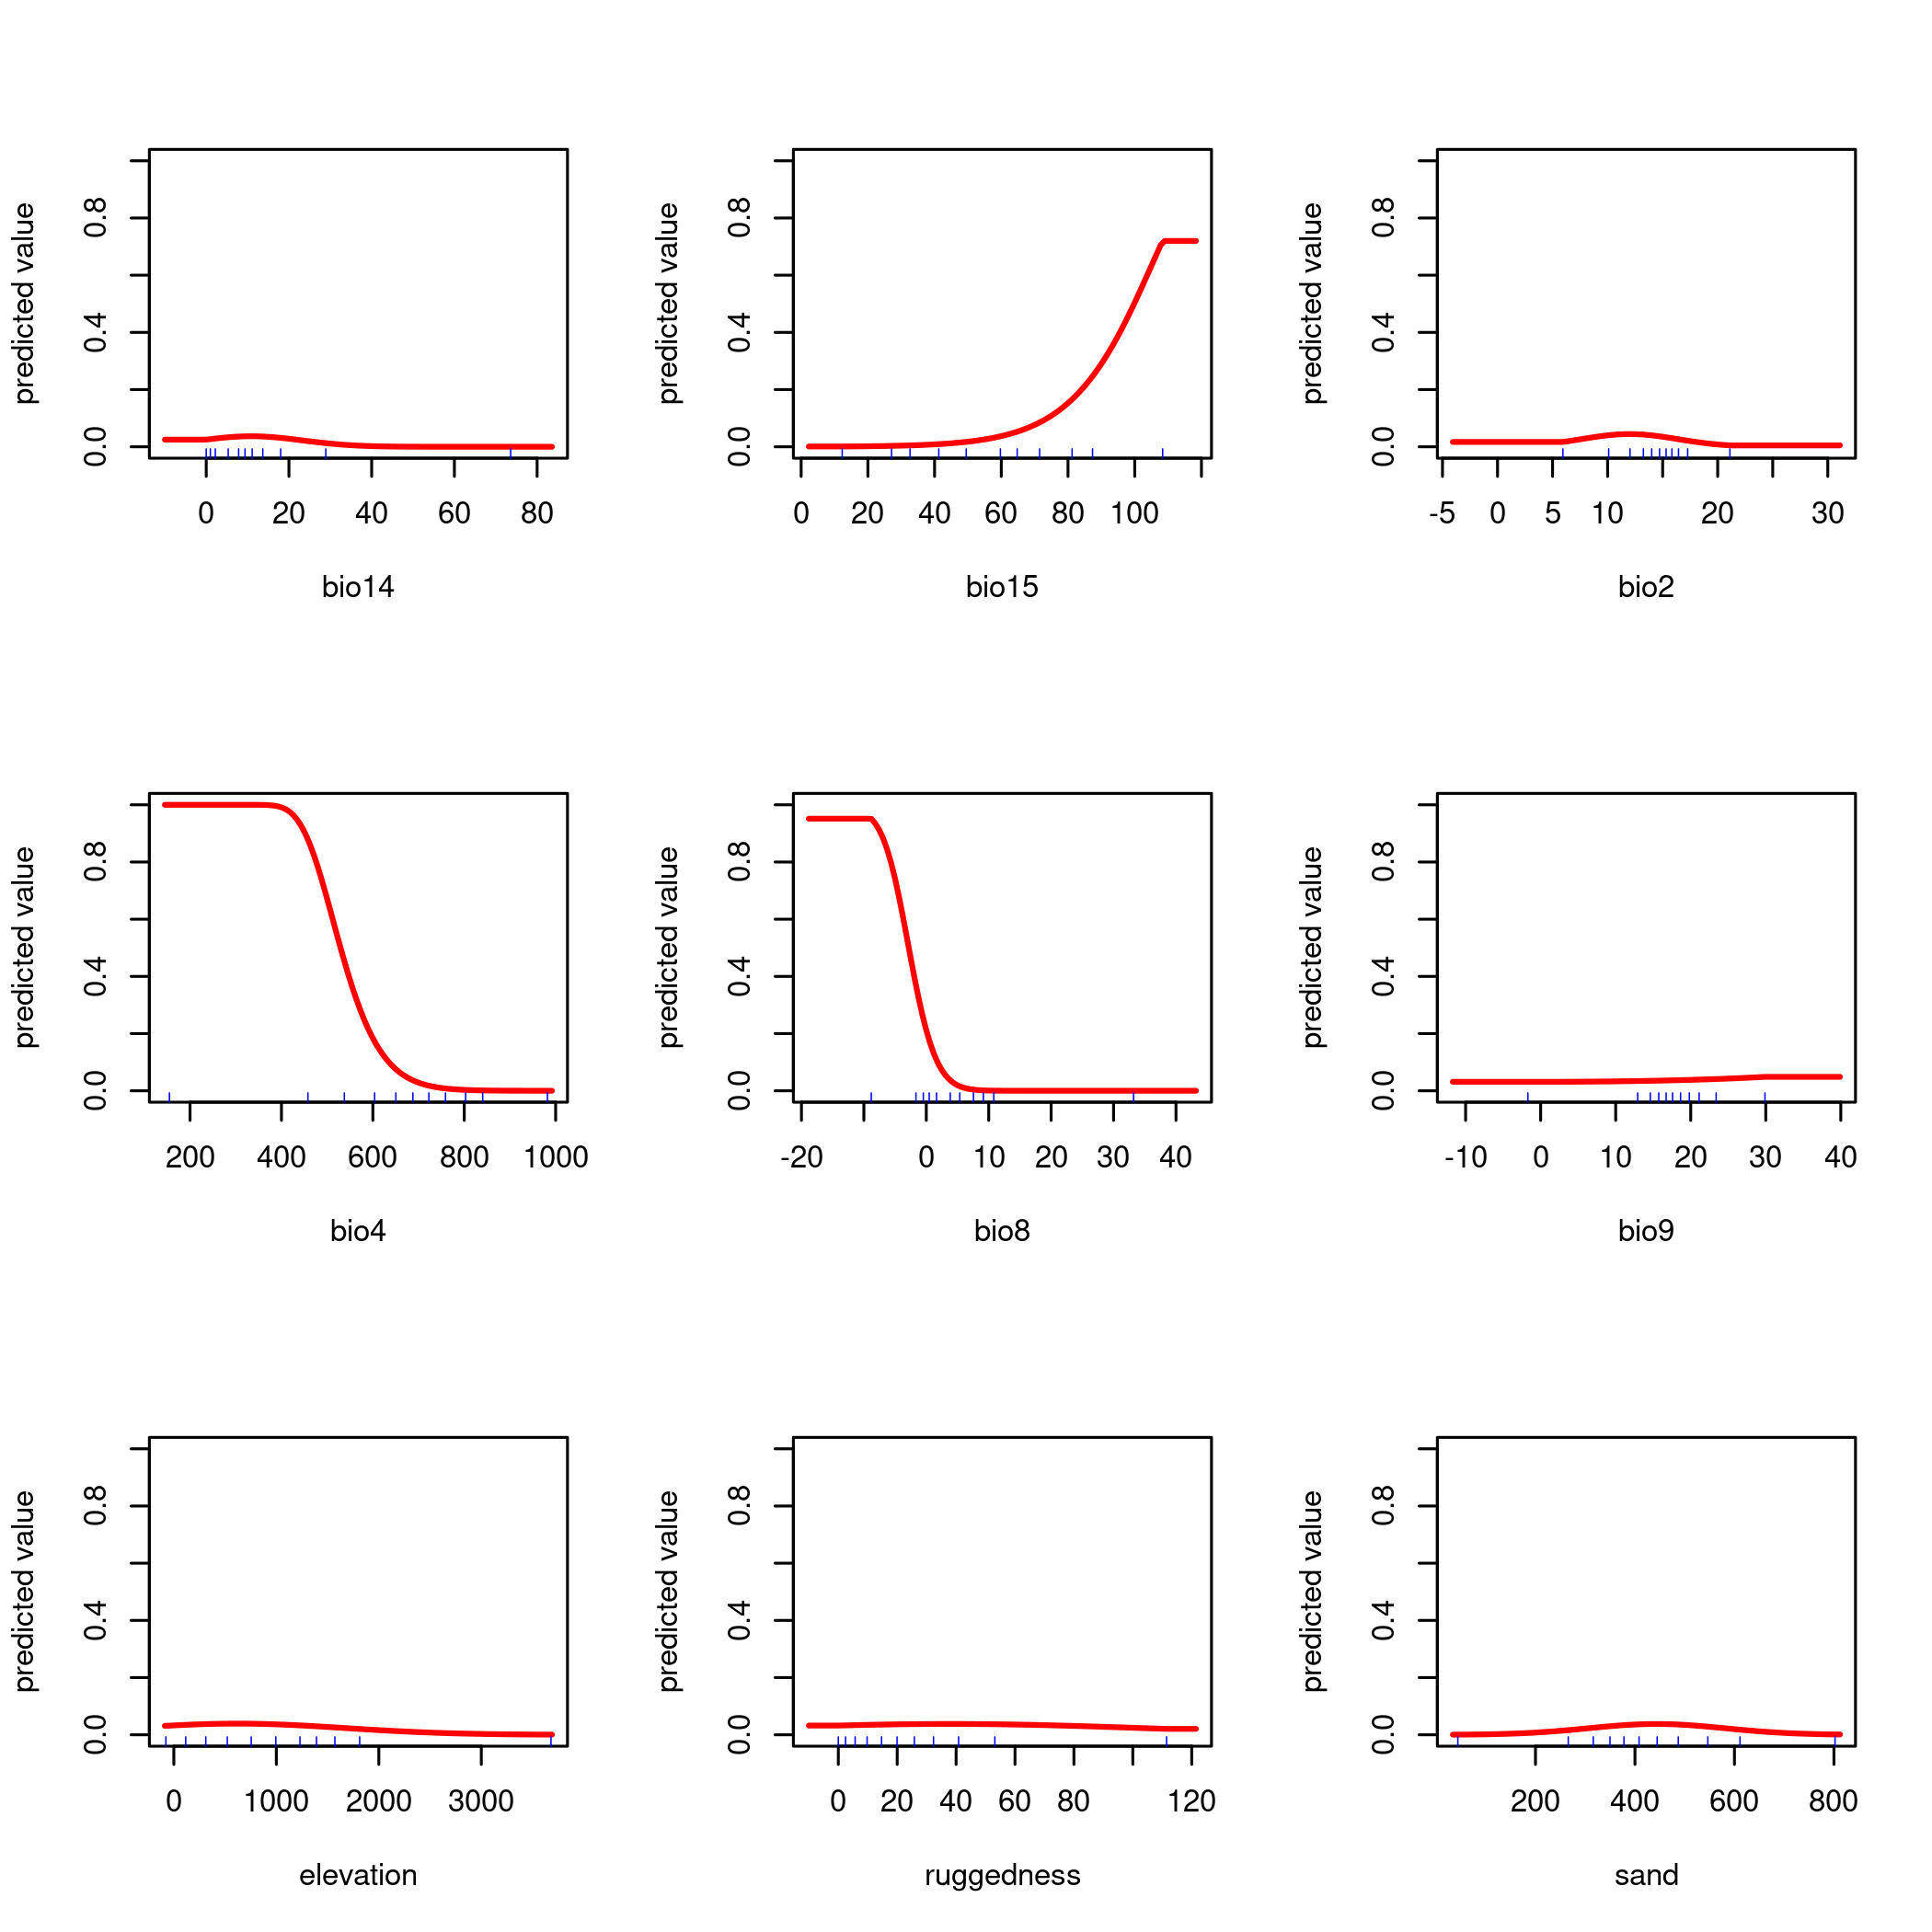 predicted value
0.0 0.4 0.8
0 20 40 60 80
bio14
predicted value
0.0 0.4 0.8
0 20 40 60 80 100
bio15
predicted value
0.0 0.4 0.8
-5 0 5 10 20 30
bio2
predicted value
0.0 0.4 0.8
200 400 600 800 1000
bio4
predicted value
0.0 0.4 0.8
-20 0 10 20 30 40
bio8
predicted value
0.0 0.4 0.8
-10 0 10 20 30 40
bio9
predicted value
0.0 0.4 0.8
0 1000 2000 3000
elevation
predicted value
0.0 0.4 0.8
0 20 40 60 80 120
ruggedness
predicted value
0.0 0.4 0.8
200 400 600 800
sand